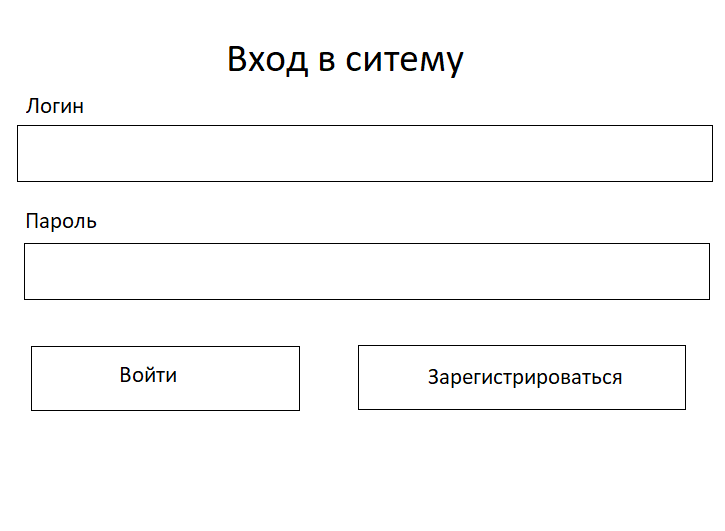 Вход в ситему
Логин
Пароль
Войти
Зарегистрироваться